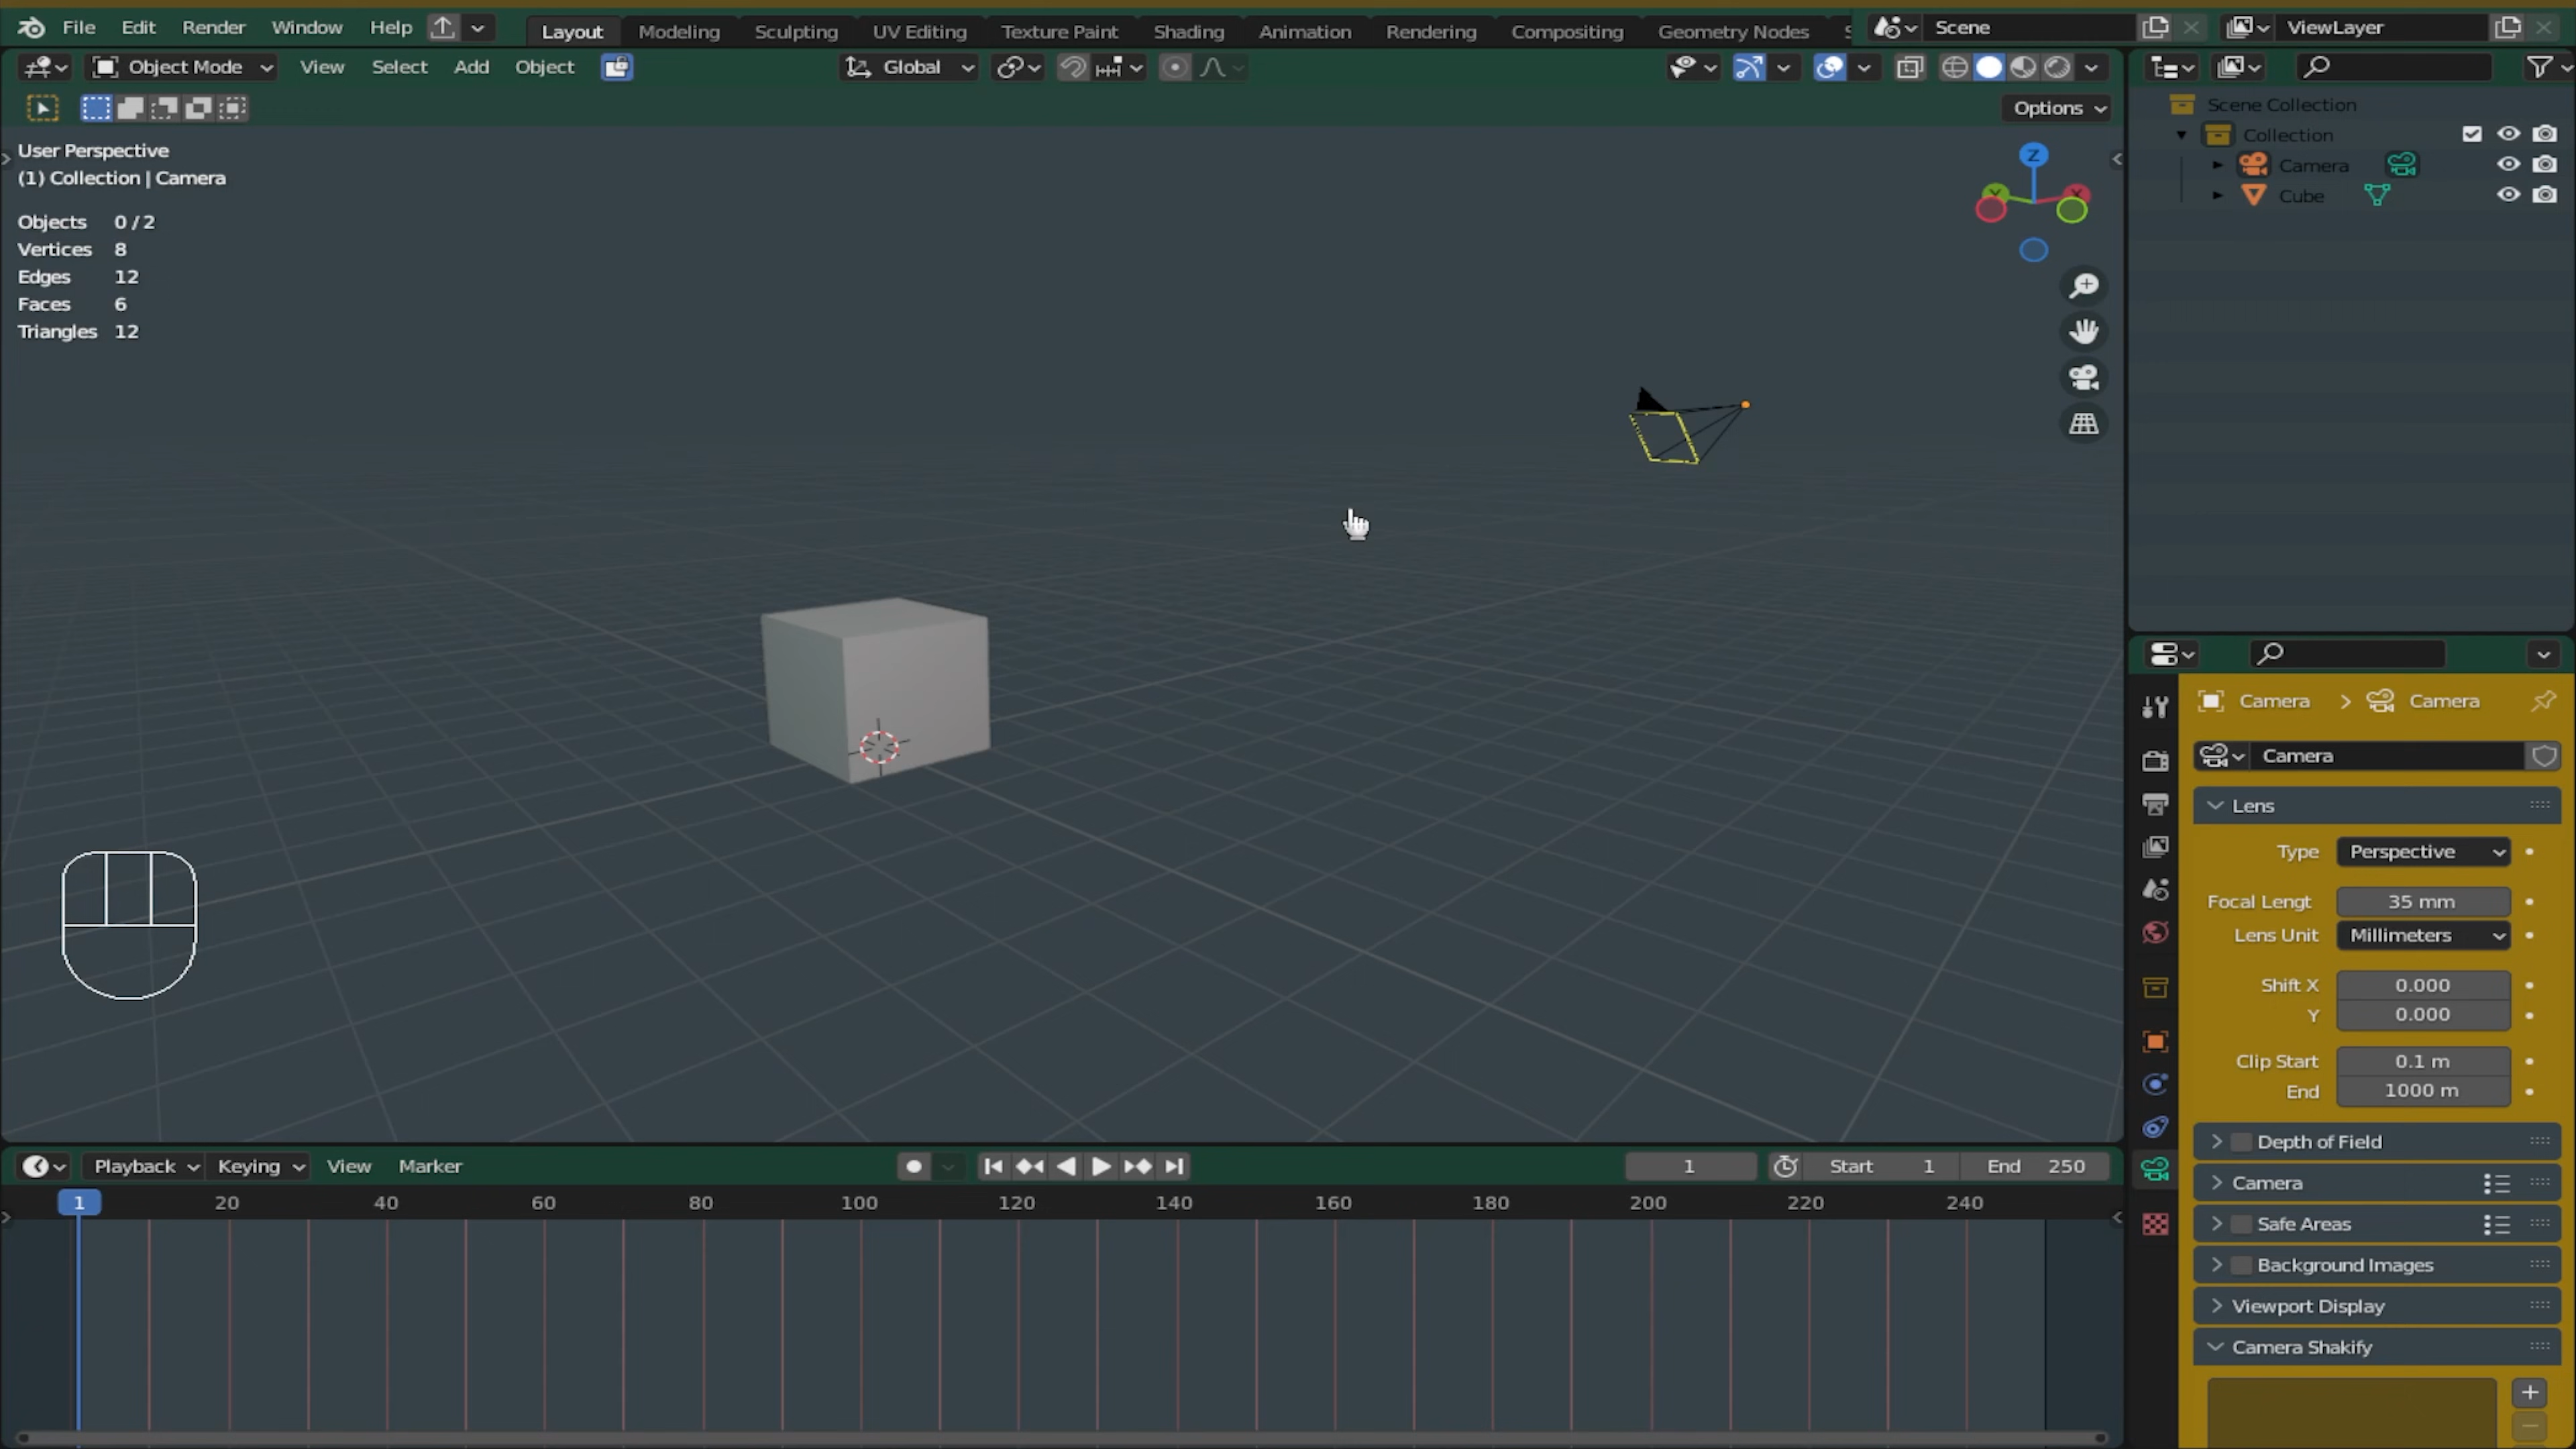 File Edit Render Window Help Layout Modeling Sculpting UV Editing Texture Paint Shading Animation Rendering Compositing Geometry Nodes Scene ViewLayer
Object Mode View Select Add Object Global
Options
User Perspective
(1) Collection | Camera
Objects 0 / 2
Vertices 8
Edges 12
Faces 6
Triangles 12
Z
Y
X
Scene Collection
Collection
Camera
Cube
Camera > Camera
Camera
Lens
Type Perspective
Focal Lengt 35 mm
Lens Unit Millimeters
Shift X 0.000
Y 0.000
Clip Start 0.1 m
End 1000 m
Depth of Field
Camera
Safe Areas
Background Images
Viewport Display
Camera Shakify
Playback Keying View Marker 1 Start 1 End 250
1 20 40 60 80 100 120 140 160 180 200 220 240